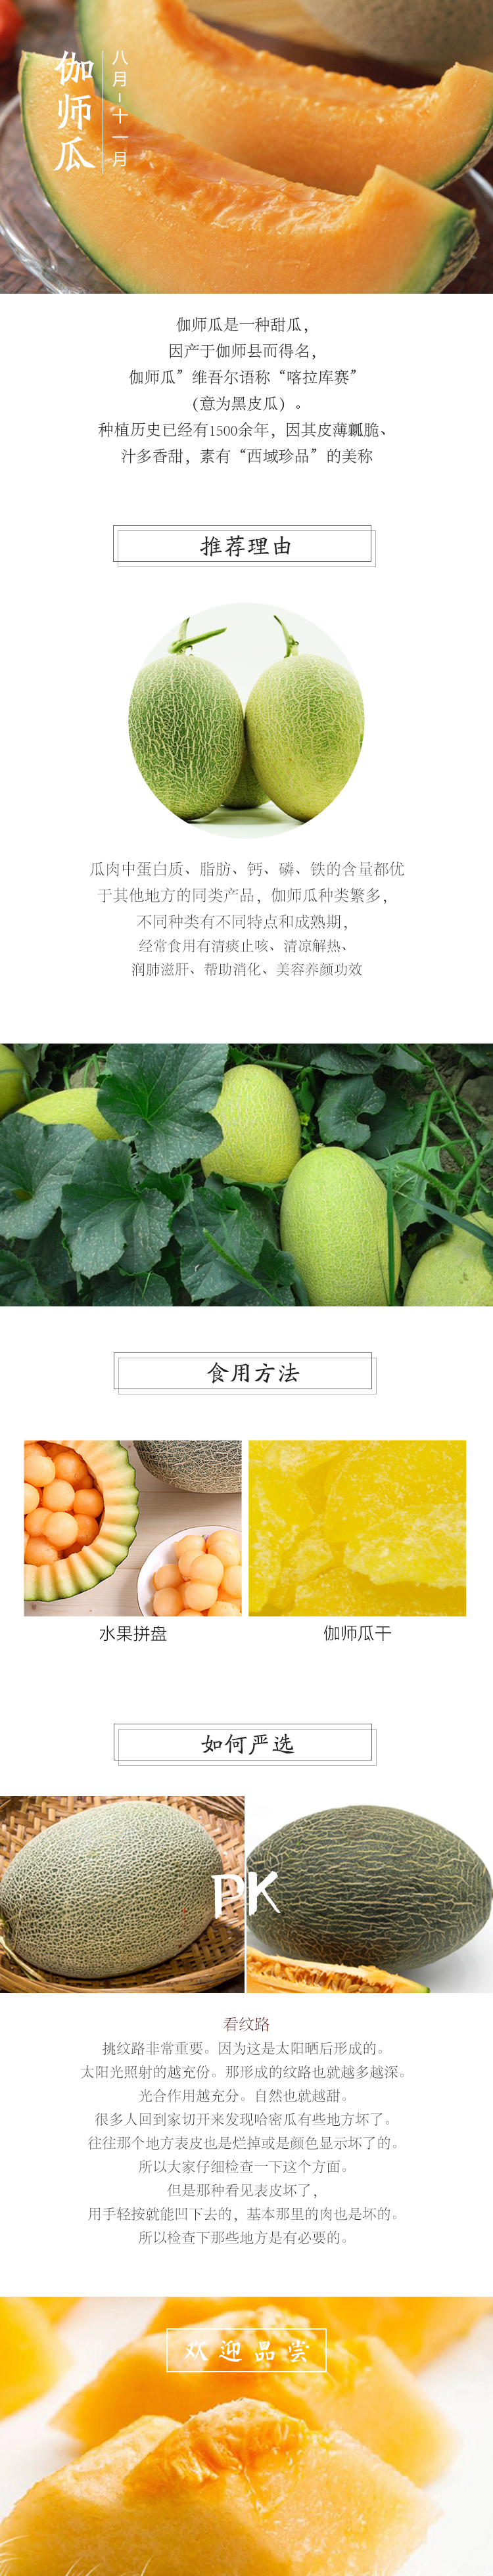 伽师瓜
八月-十一月
伽师瓜是一种甜瓜，
因产于伽师县而得名，
伽师瓜”维吾尔语称“喀拉库赛”
（意为黑皮瓜）。
种植历史已经有1500余年，因其皮薄瓤脆、
汁多香甜，素有“西域珍品”的美称
推荐理由
瓜肉中蛋白质、脂肪、钙、磷、铁的含量都优
于其他地方的同类产品，伽师瓜种类繁多，
不同种类有不同特点和成熟期，
经常食用有清痰止咳、清凉解热、
润肺滋肝、帮助消化、美容养颜功效
食用方法
水果拼盘
伽师瓜干
如何严选
PK
看纹路
挑纹路非常重要。因为这是太阳晒后形成的。
太阳光照射的越充份。那形成的纹路也就越多越深。
光合作用越充分。自然也就越甜。
很多人回到家切开来发现哈密瓜有些地方坏了。
往往那个地方表皮也是烂掉或是颜色显示坏了的。
所以大家仔细检查一下这个方面。
但是那种看见表皮坏了，
用手轻按就能凹下去的，基本那里的肉也是坏的。
所以检查下那些地方是有必要的。
欢迎品尝